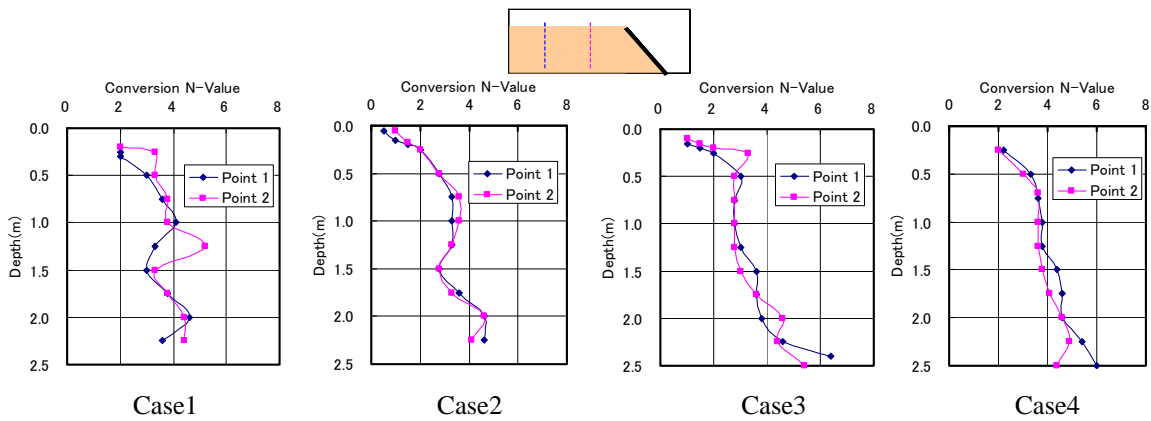 Conversion N-Value Conversion N-Value Conversion N-Value Conversion N-Value
0 2 4 6 8 0 2 4 6 8 0 2 4 6 8 0 2 4 6 8
0.0 0.0 0.0 0.0
Point 1 Point 1 Point 1 Point 1
0.5 0.5 0.5 0.5
Point 2 Point 2 Point 2 Point 2
1.0 1.0 1.0 1.0
Depth(m) Depth(m) Depth(m) Depth(m)
1.5 1.5 1.5 1.5
2.0 2.0 2.0 2.0
2.5 2.5 2.5 2.5
Case1 Case2 Case3 Case4